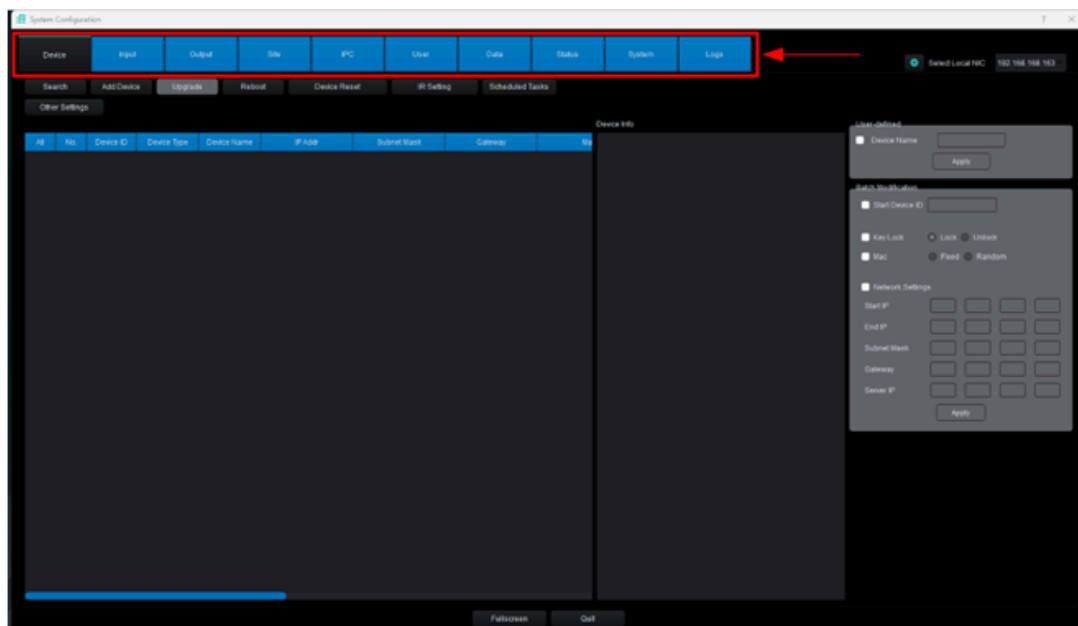 System Configuration
? X
Device Input Output Site IPC User Data Status System Logs
Select Local NIC 192.168.168.163
Search Add Device Upgrade Reboot Device Reset IR Setting Scheduled Tasks
Other Settings
Device Info
User-defined
All No. Device ID Device Type Device Name IP Addr Subnet Mask Gateway Ma
Device Name
Apply
Batch Modification
Start Device ID
Key Lock Lock Unlock
Mac Fixed Random
Network Settings
Start IP
End IP
Subnet Mask
Gateway
Server IP
Apply
Fullscreen Quit